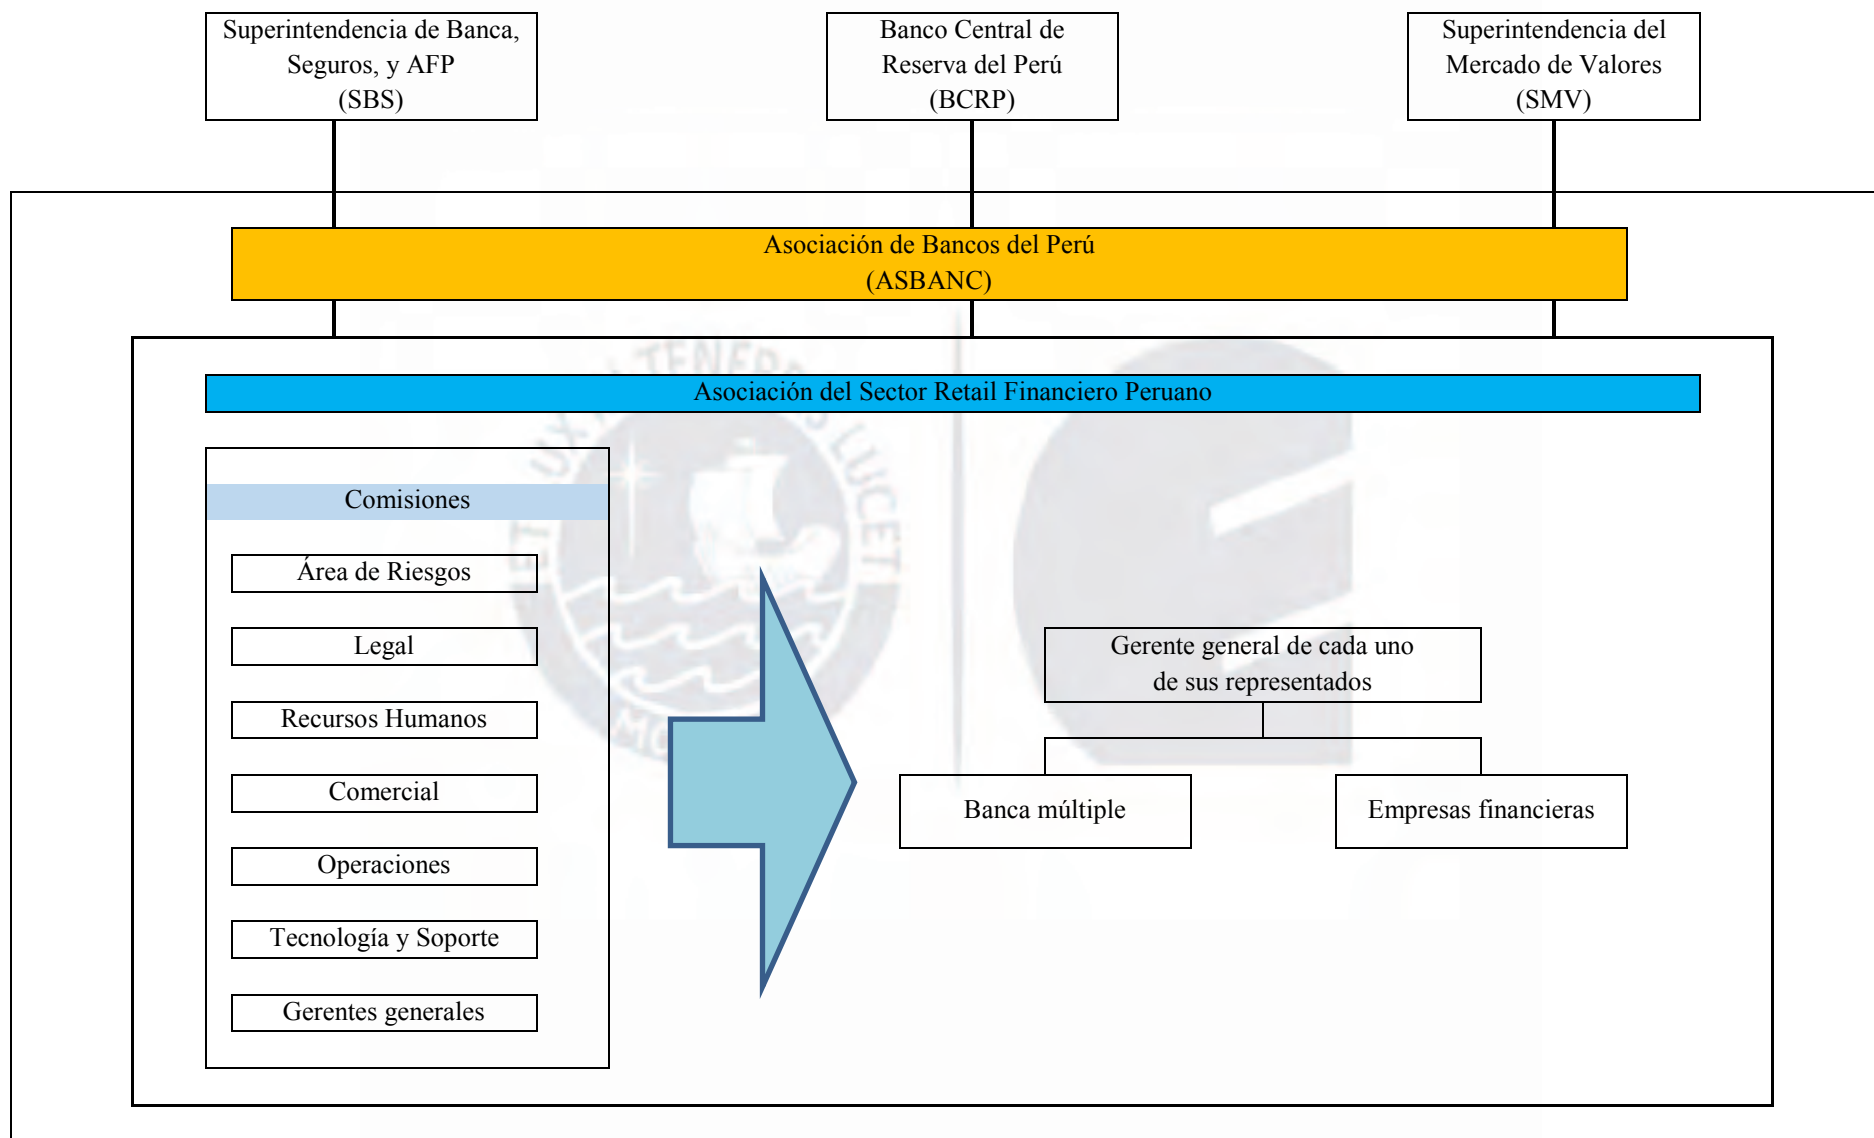 Superintendencia de Banca,
Seguros, y AFP
(SBS)
Banco Central de
Reserva del Perú
(BCRP)
Superintendencia del
Mercado de Valores
(SMV)
Asociación de Bancos del Perú
(ASBANC)
Asociación del Sector Retail Financiero Peruano
Comisiones
Área de Riesgos
Legal
Recursos Humanos
Comercial
Operaciones
Tecnología y Soporte
Gerentes generales
Gerente general de cada uno
de sus representados
Banca múltiple
Empresas financieras